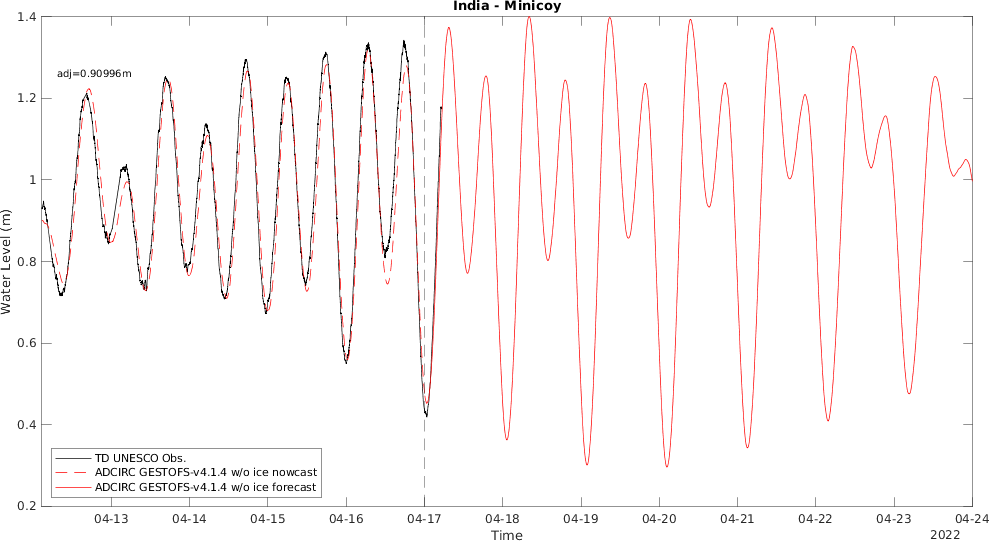 India - Minicoy
1.4
adj=0.90996m
1.2
1
0.8
0.6
0.4
0.2
Water Level (m)
TD UNESCO Obs.
ADCIRC GESTOFS-v4.1.4 w/o ice nowcast
ADCIRC GESTOFS-v4.1.4 w/o ice forecast
04-13 04-14 04-15 04-16 04-17 04-18 04-19 04-20 04-21 04-22 04-23 04-24
Time
2022